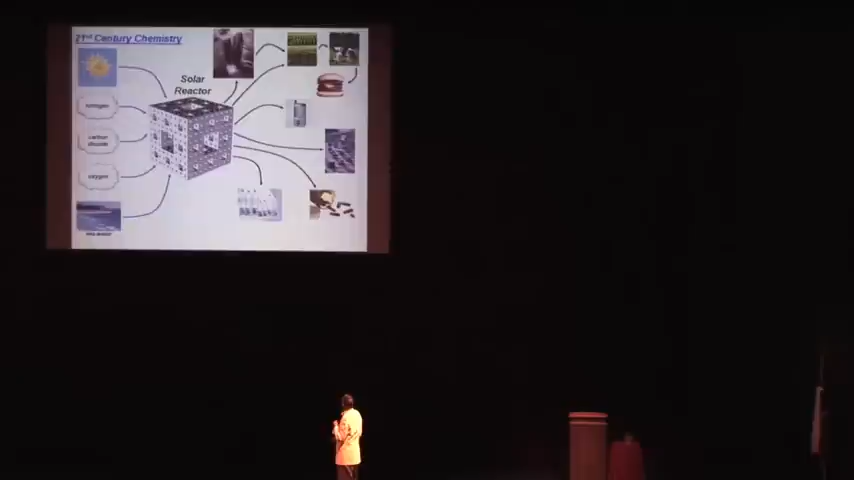 21st Century Chemistry
Solar
Reactor
nitrogen
carbon
dioxide
oxygen